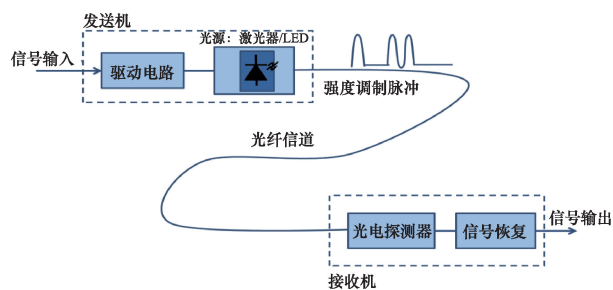 发送机
光源：激光器/LED
信号输入
驱动电路
强度调制脉冲
光纤信道
光电探测器
信号恢复
信号输出
接收机